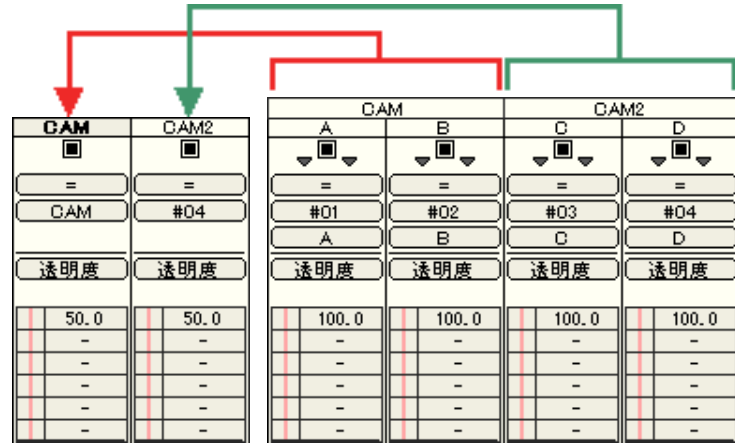 CAM CAM2
CAM CAM2 A B C D
= = = = = =
CAM #04 #01 #02 #03 #04
A B C D
透明度 透明度 透明度 透明度 透明度 透明度
50.0 50.0 100.0 100.0 100.0 100.0
- - - - - -
- - - - - -
- - - - - -
- - - - - -
- - - - - -